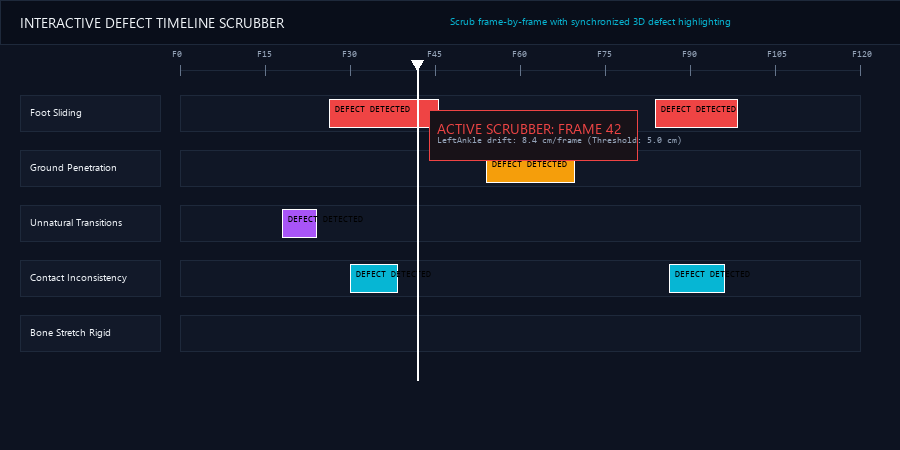 INTERACTIVE DEFECT TIMELINE SCRUBBER
Scrub frame-by-frame with synchronized 3D defect highlighting
F0 F15 F30 F45 F60 F75 F90 F105 F120
Foot Sliding
DEFECT DETECTED
DEFECT DETECTED
ACTIVE SCRUBBER: FRAME 42
LeftAnkle drift: 8.4 cm/frame (Threshold: 5.0 cm)
Ground Penetration
DEFECT DETECTED
Unnatural Transitions
DEFECT DETECTED
Contact Inconsistency
DEFECT DETECTED
DEFECT DETECTED
Bone Stretch Rigid